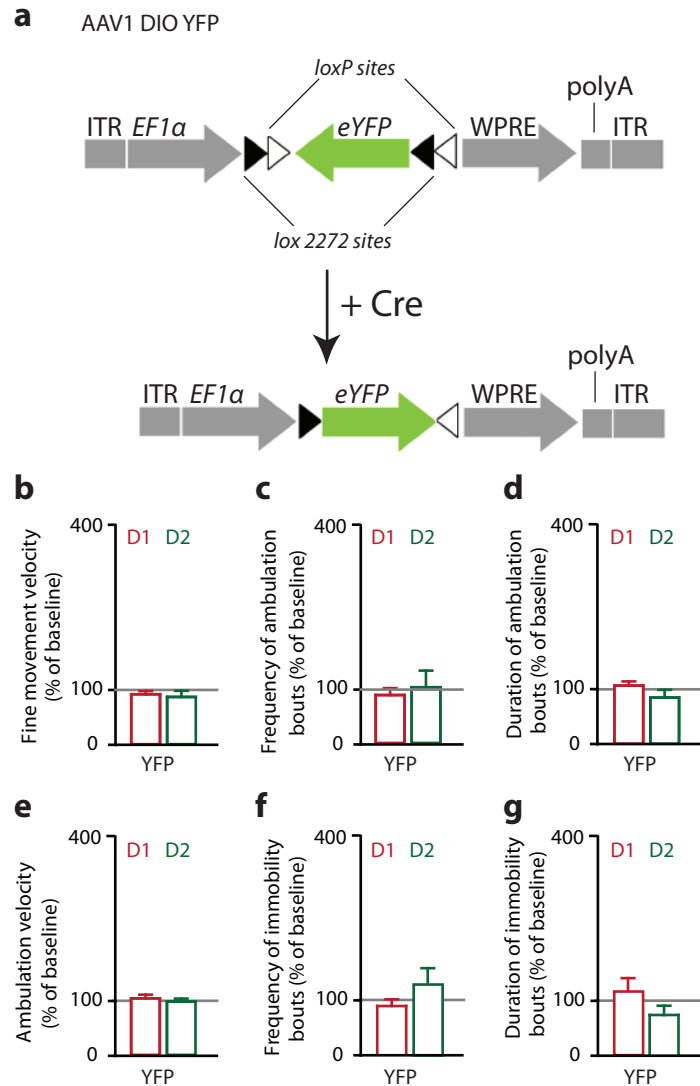 a
AAV1 DIO YFP
loxP sites
polyA
ITR EF1α eYFP WPRE ITR
lox 2272 sites
+ Cre
polyA
ITR EF1α eYFP WPRE ITR
b
400
D1 D2
Fine movement velocity
(% of baseline)
100
0
YFP
c
400
D1 D2
Frequency of ambulation
bouts (% of baseline)
100
0
YFP
d
400
D1 D2
Duration of ambulation
bouts (% of baseline)
100
0
YFP
e
400
D1 D2
Ambulation velocity
(% of baseline)
100
0
YFP
f
400
D1 D2
Frequency of immobility
bouts (% of baseline)
100
0
YFP
g
400
D1 D2
Duration of immobility
bouts (% of baseline)
100
0
YFP